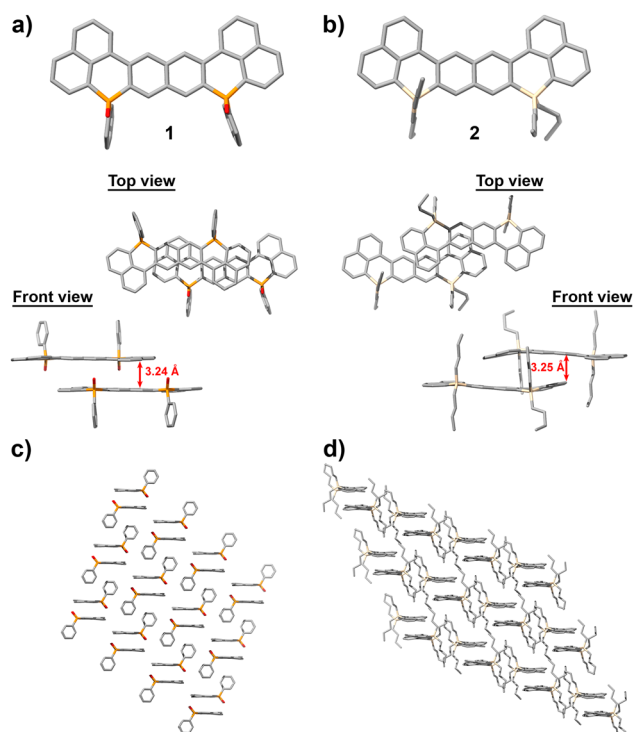 a)
b)
1
2
Top view
Top view
Front view
Front view
3.24 Å
3.25 Å
c)
d)